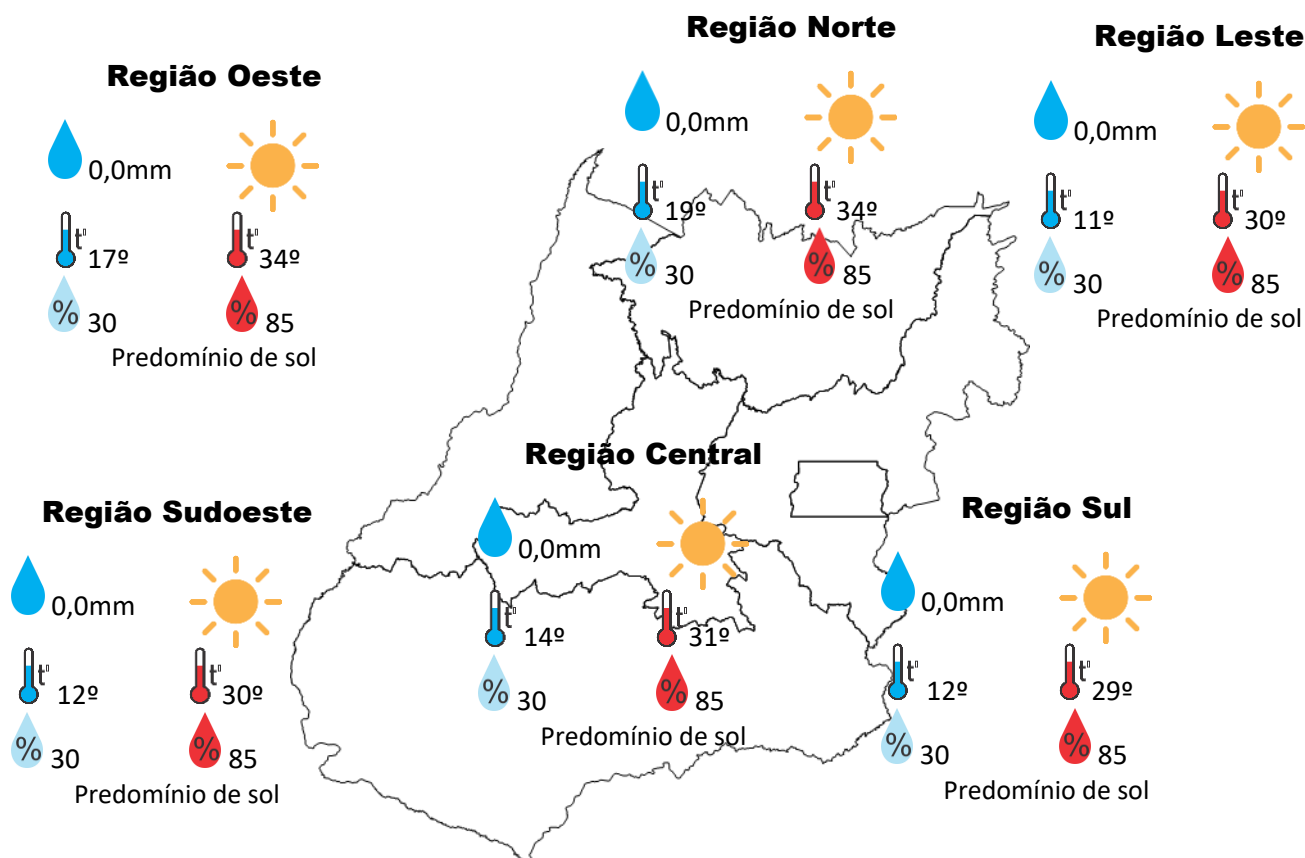 Região Norte
0,0mm
t°
19º
t°
34º
% 30
% 85
Predomínio de sol
Região Leste
0,0mm
t°
11º
t°
30º
% 30
% 85
Predomínio de sol
Região Oeste
0,0mm
t°
17º
t°
34º
% 30
% 85
Predomínio de sol
Região Central
0,0mm
t°
14º
t°
31º
% 30
% 85
Predomínio de sol
Região Sudoeste
0,0mm
t°
12º
t°
30º
% 30
% 85
Predomínio de sol
Região Sul
0,0mm
t°
12º
t°
29º
% 30
% 85
Predomínio de sol